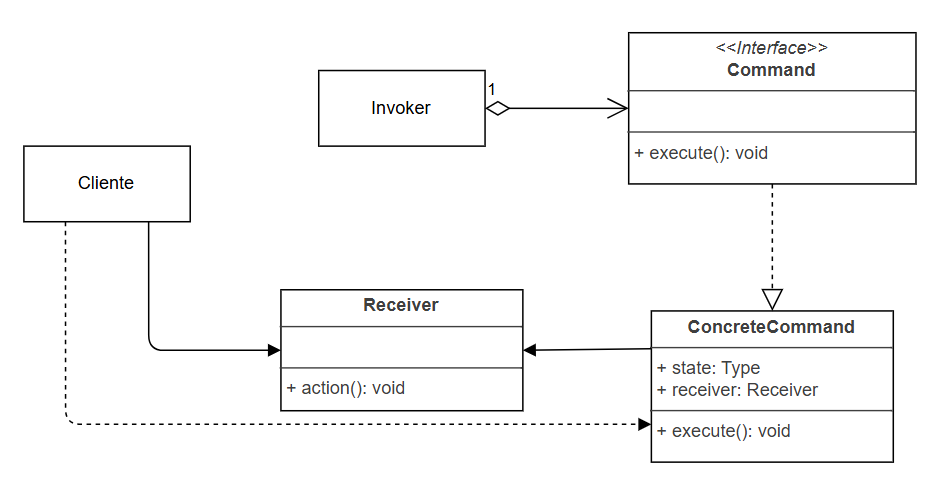 <<Interface>>
Command
+ execute(): void
Invoker
1
Cliente
Receiver
+ action(): void
ConcreteCommand
+ state: Type
+ receiver: Receiver
+ execute(): void